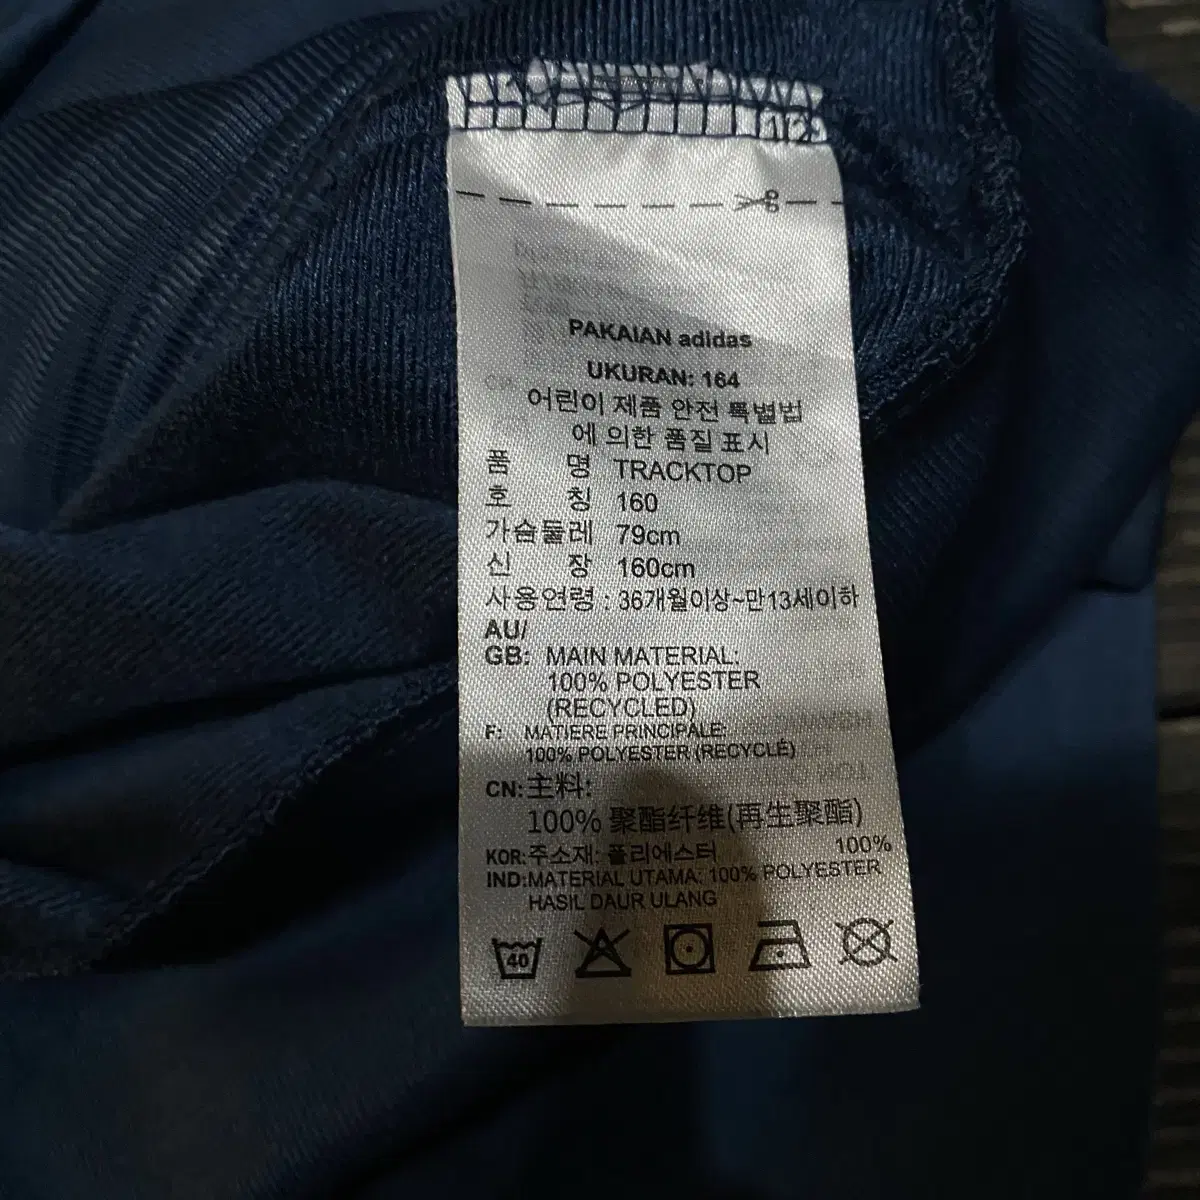 PAKAIAN adidas
UKURAN: 164
어린이 제품 안전 특별법
에 의한 품질 표시
품 명 TRACKTOP
호 칭 160
가슴둘레 79cm
신 장 160cm
사용연령 : 36개월이상~만13세이하
AU/
GB: MAIN MATERIAL:
100% POLYESTER
(RECYCLED)
F: MATIERE PRINCIPALE:
100% POLYESTER (RECYCLÉ)
CN: 主料:
100% 聚酯纤维(再生聚酯)
KOR: 주소재: 폴리에스터 100%
IND: MATERIAL UTAMA: 100% POLYESTER
HASIL DAUR ULANG
40